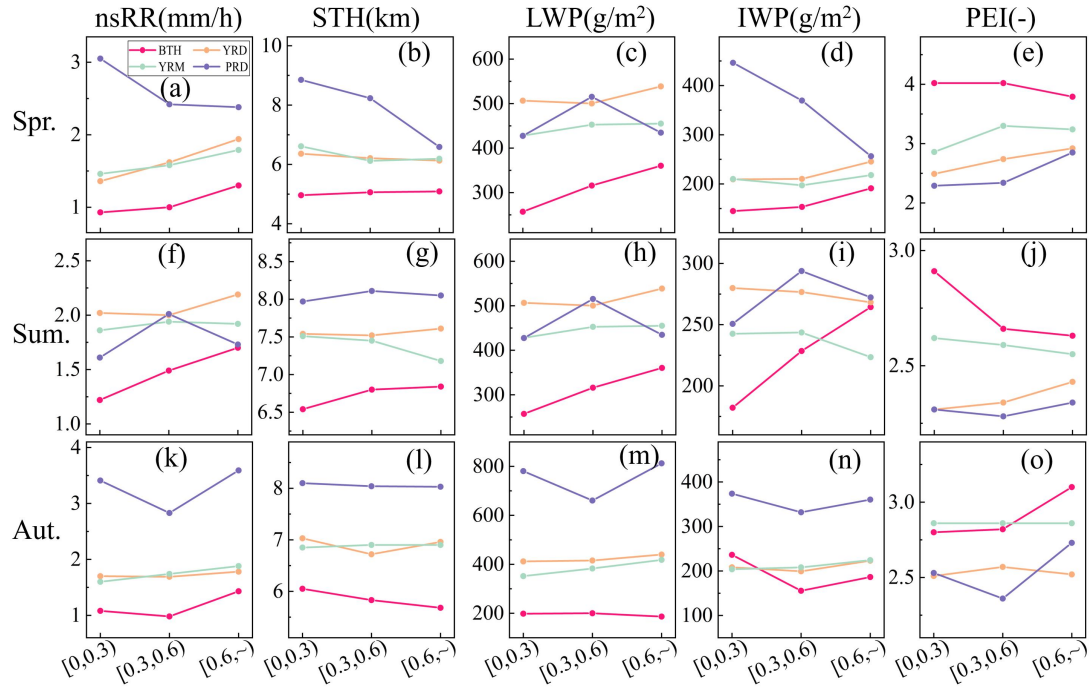 nsRR(mm/h) STH(km) LWP(g/m²) IWP(g/m²) PEI(-)
BTH YRD
YRM PRD
Spr.
(a) (b) (c) (d) (e)
3 2 1
10 8 6 4
600 500 400 300
400 300 200
4 3 2
Sum.
(f) (g) (h) (i) (j)
2.5 2.0 1.5 1.0
8.5 8.0 7.5 7.0 6.5
600 500 400 300
300 250 200
3.0 2.5
Aut.
(k) (l) (m) (n) (o)
4 3 2 1
8 7 6
800 600 400 200
400 300 200 100
3.0 2.5
[0,0.3) [0.3,0.6) [0.6,~) [0,0.3) [0.3,0.6) [0.6,~) [0,0.3) [0.3,0.6) [0.6,~) [0,0.3) [0.3,0.6) [0.6,~) [0,0.3) [0.3,0.6) [0.6,~)